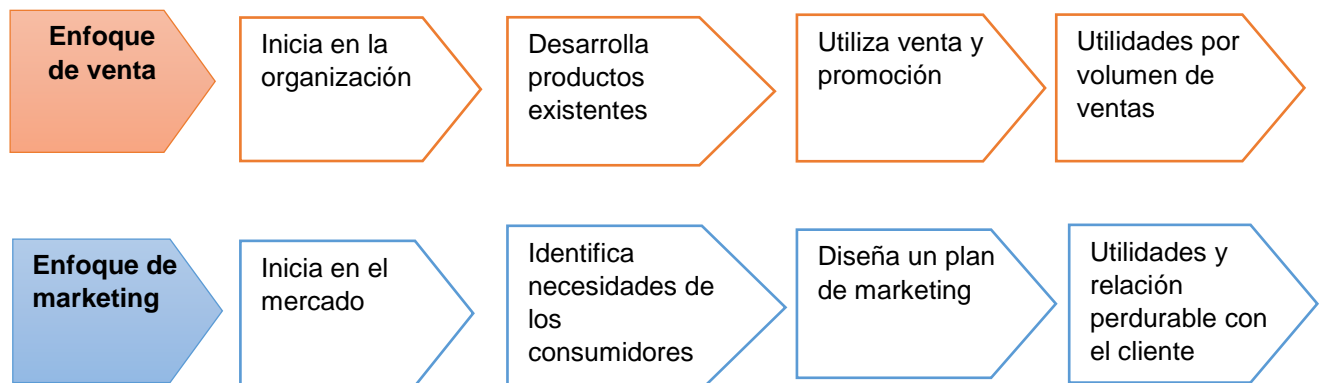 Enfoque
de venta
Inicia en la
organización
Desarrolla
productos
existentes
Utiliza venta y
promoción
Utilidades por
volumen de
ventas
Enfoque de
marketing
Inicia en el
mercado
Identifica
necesidades de
los
consumidores
Diseña un plan
de marketing
Utilidades y
relación
perdurable con
el cliente